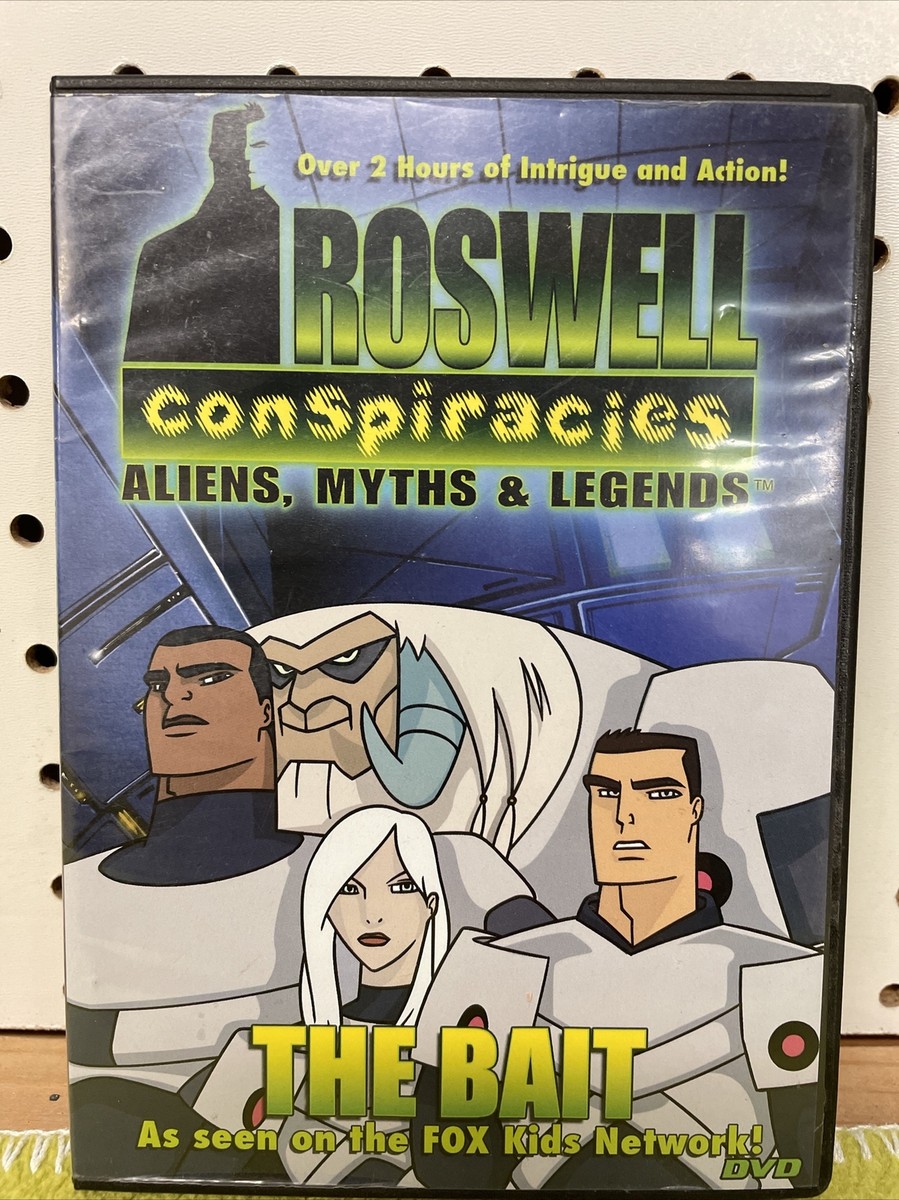 Over 2 Hours of Intrigue and Action!
ROSWELL
conspiracies
ALIENS, MYTHS & LEGENDS™
THE BAIT
As seen on the FOX Kids Network!
DVD